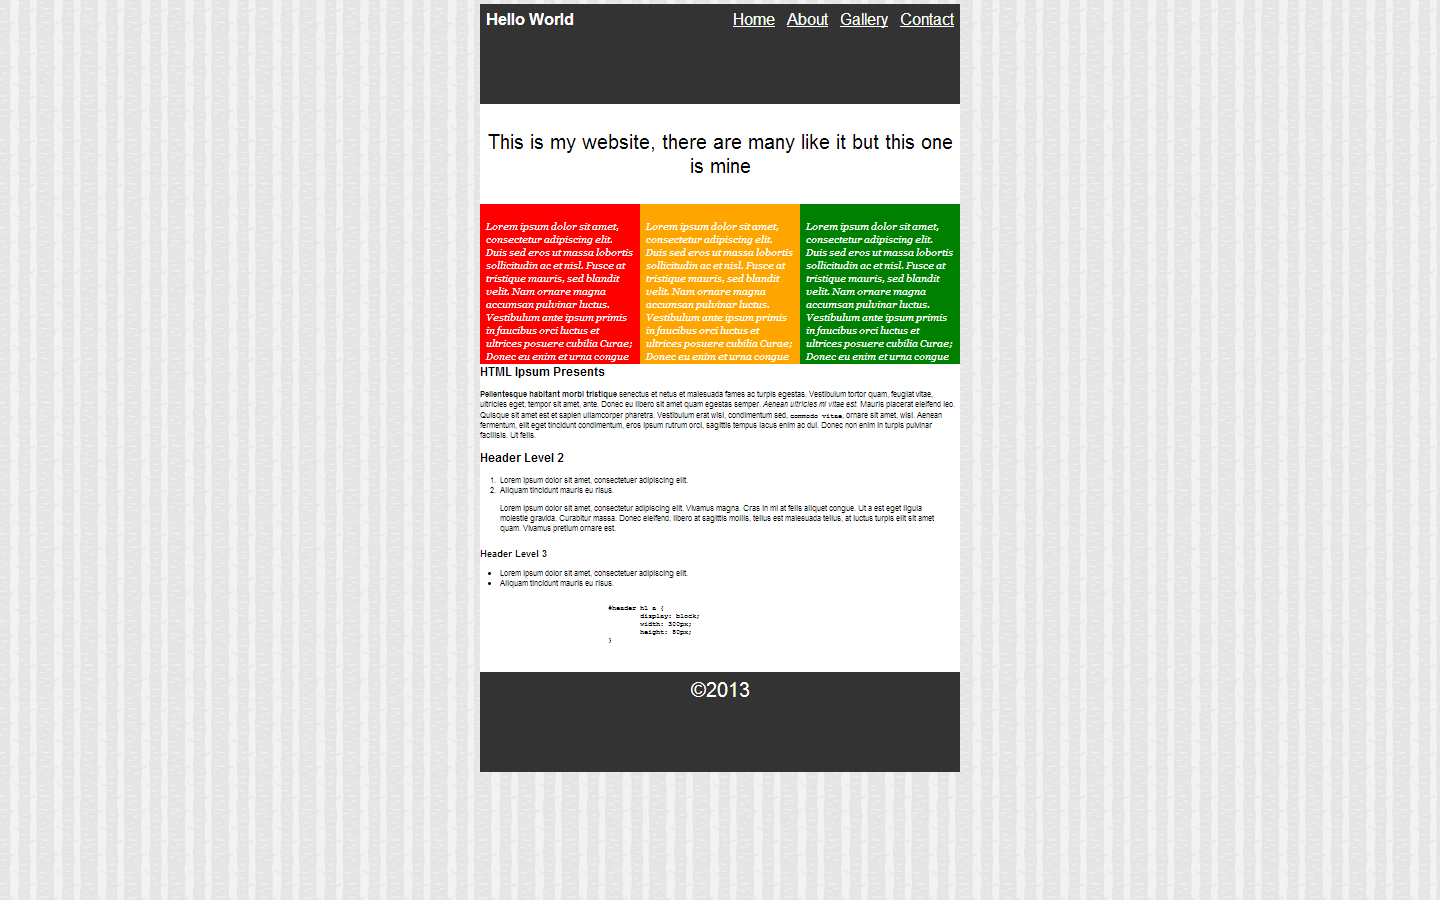 Hello World Home About Gallery Contact
This is my website, there are many like it but this one
is mine
Lorem ipsum dolor sit amet,
consectetur adipiscing elit.
Duis sed eros ut massa lobortis
sollicitudin ac et nisl. Fusce at
tristique mauris, sed blandit
velit. Nam ornare magna
accumsan pulvinar luctus.
Vestibulum ante ipsum primis
in faucibus orci luctus et
ultrices posuere cubilia Curae;
Donec eu enim et urna congue
Lorem ipsum dolor sit amet,
consectetur adipiscing elit.
Duis sed eros ut massa lobortis
sollicitudin ac et nisl. Fusce at
tristique mauris, sed blandit
velit. Nam ornare magna
accumsan pulvinar luctus.
Vestibulum ante ipsum primis
in faucibus orci luctus et
ultrices posuere cubilia Curae;
Donec eu enim et urna congue
Lorem ipsum dolor sit amet,
consectetur adipiscing elit.
Duis sed eros ut massa lobortis
sollicitudin ac et nisl. Fusce at
tristique mauris, sed blandit
velit. Nam ornare magna
accumsan pulvinar luctus.
Vestibulum ante ipsum primis
in faucibus orci luctus et
ultrices posuere cubilia Curae;
Donec eu enim et urna congue
HTML Ipsum Presents
Pellentesque habitant morbi tristique senectus et netus et malesuada fames ac turpis egestas. Vestibulum tortor quam, feugiat vitae,
ultricies eget, tempor sit amet, ante. Donec eu libero sit amet quam egestas semper. Aenean ultricies mi vitae est. Mauris placerat eleifend leo.
Quisque sit amet est et sapien ullamcorper pharetra. Vestibulum erat wisi, condimentum sed, commodo vitae, ornare sit amet, wisi. Aenean
fermentum, elit eget tincidunt condimentum, eros ipsum rutrum orci, sagittis tempus lacus enim ac dui. Donec non enim in turpis pulvinar
facilisis. Ut felis.
Header Level 2
1. Lorem ipsum dolor sit amet, consectetuer adipiscing elit.
2. Aliquam tincidunt mauris eu risus.
Lorem ipsum dolor sit amet, consectetur adipiscing elit. Vivamus magna. Cras in mi at felis aliquet congue. Ut a est eget ligula
molestie gravida. Curabitur massa. Donec eleifend, libero at sagittis mollis, tellus est malesuada tellus, at luctus turpis elit sit amet
quam. Vivamus pretium ornare est.
Header Level 3
• Lorem ipsum dolor sit amet, consectetuer adipiscing elit.
• Aliquam tincidunt mauris eu risus.
#header h1 a {
display: block;
width: 300px;
height: 80px;
}
©2013